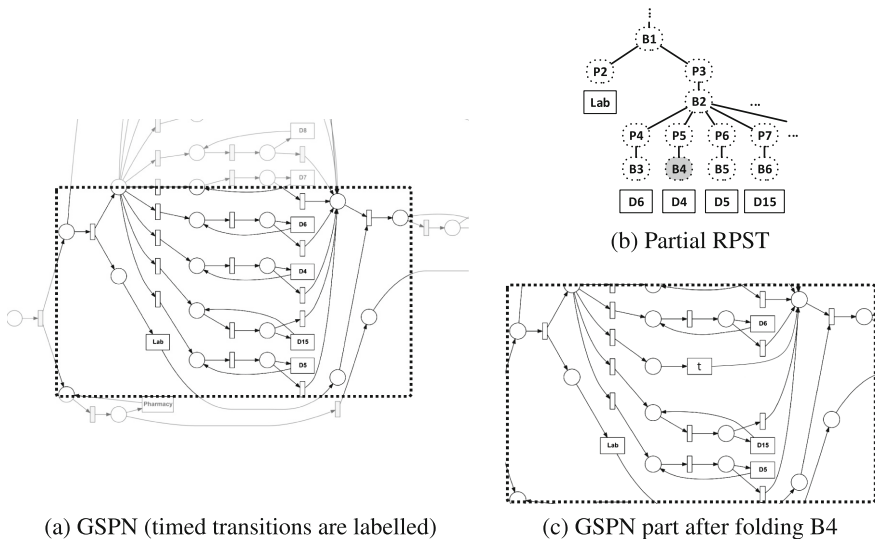 D8
D7
D6
D4
D15
Lab
D5
Pharmacy
(a) GSPN (timed transitions are labelled)
B1
P2
P3
Lab
B2
...
P4
P5
P6
P7
...
B3
B4
B5
B6
D6
D4
D5
D15
(b) Partial RPST
D6
t
D15
Lab
D5
(c) GSPN part after folding B4